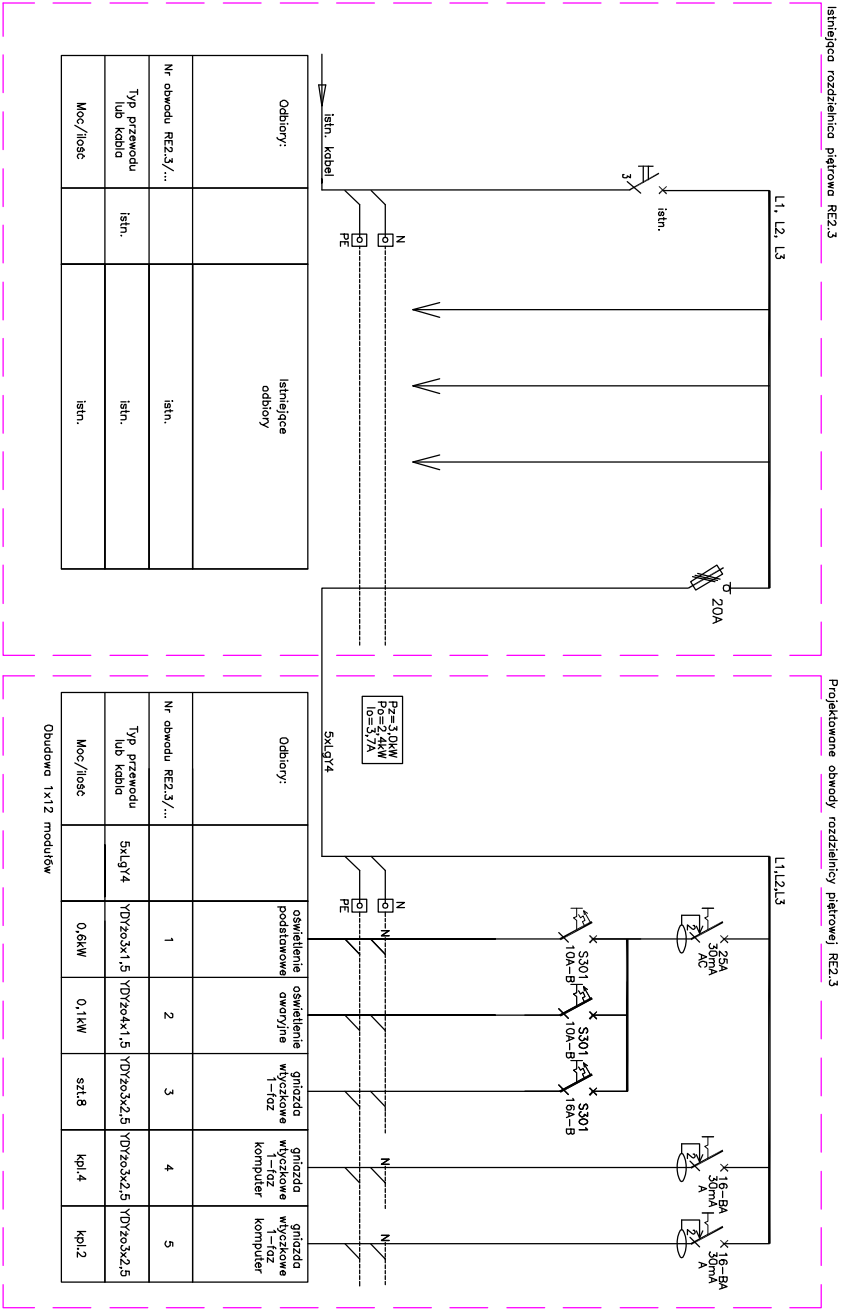 Istniejąca rozdzielnica piętrowa RE2.3
L1, L2, L3
istn.
3
20A
istn. kabel
N
PE
Odbiory:
Istniejące
odbiory
Nr obwodu RE2.3/...
istn.
Typ przewodu
lub kabla
istn.
istn.
Moc/ilość
istn.
Projektowane obwody rozdzielnicy piętrowej RE2.3
L1,L2,L3
25A
30mA
AC
2
16-BA
30mA
A
2
16-BA
30mA
A
2
S301
10A-B
S301
10A-B
S301
16A-B
Pz=3,0kW
Po=2,4kW
Io=3,7A
5xLgY4
N
PE
N
N
N
Odbiory:
oświetlenie
podstawowe
oświetlenie
awaryjne
gniazda
wtyczkowe
1-faz
gniazda
wtyczkowe
1-faz
komputer
gniazda
wtyczkowe
1-faz
komputer
Nr obwodu RE2.3/...
1
2
3
4
5
Typ przewodu
lub kabla
5xLgY4
YDYżo3x1,5
YDYżo4x1,5
YDYżo3x2,5
YDYżo3x2,5
YDYżo3x2,5
Moc/ilość
0,6kW
0,1kW
szt.8
kpl.4
kpl.2
Obudowa 1x12 modułów